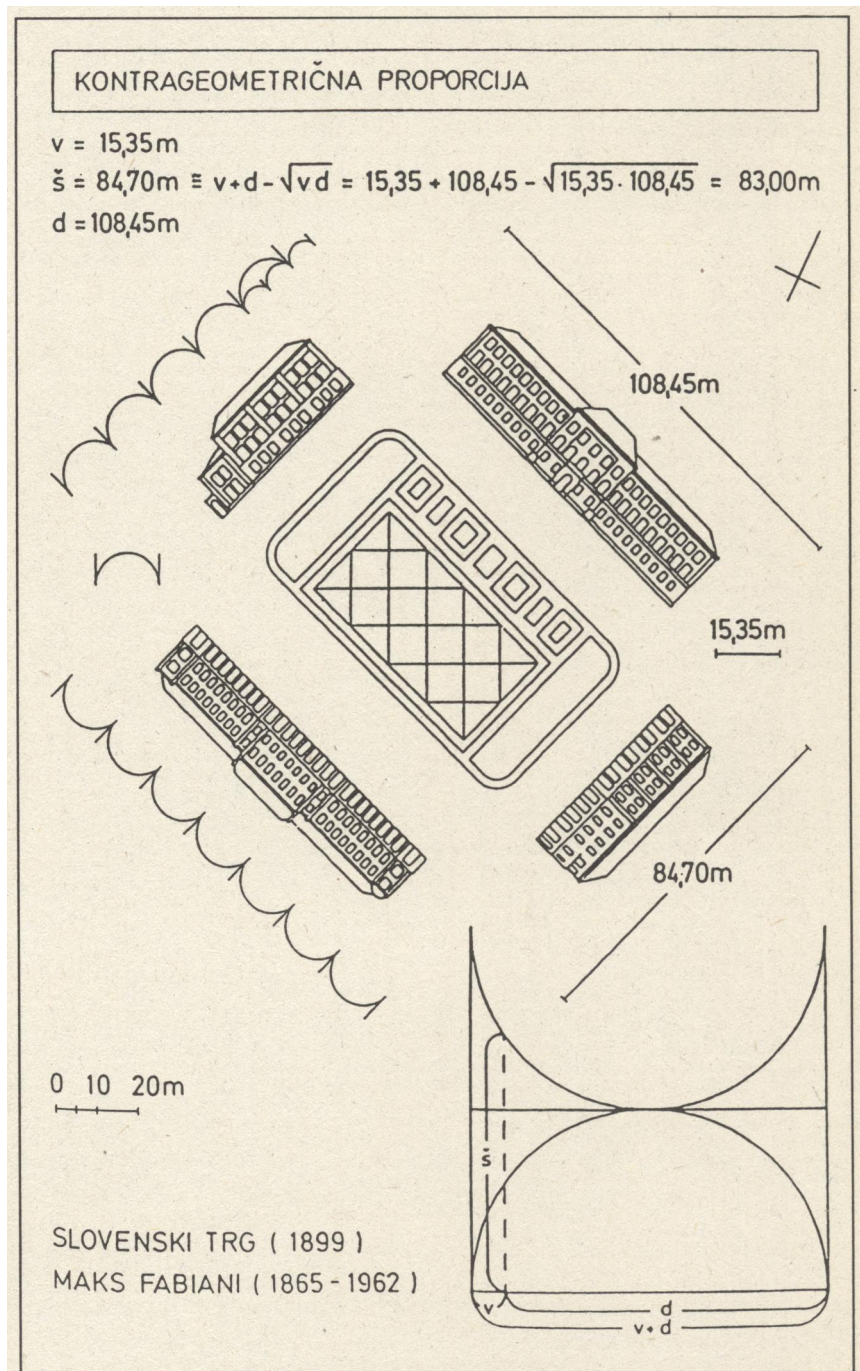 KONTRAGEOMETRIČNA PROPORCIJA
v = 15,35m
š = 84,70m ≅ v+d-√vd = 15,35 + 108,45 - √15,35 · 108,45 = 83,00m
d = 108,45m
108,45m
15,35m
84,70m
š
0 10 20m
SLOVENSKI TRG ( 1899 )
MAKS FABIANI ( 1865 - 1962 )
v d
v+d